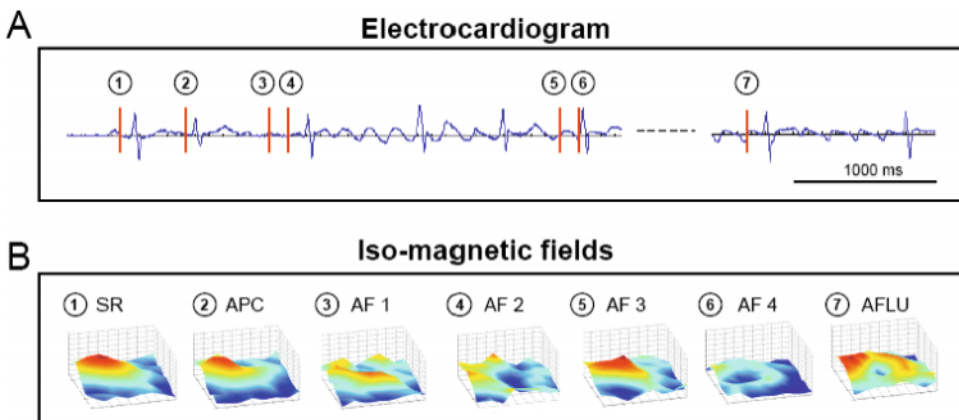 A
Electrocardiogram
① ② ③ ④ ⑤ ⑥ ⑦
1000 ms
B
Iso-magnetic fields
① SR ② APC ③ AF 1 ④ AF 2 ⑤ AF 3 ⑥ AF 4 ⑦ AFLU